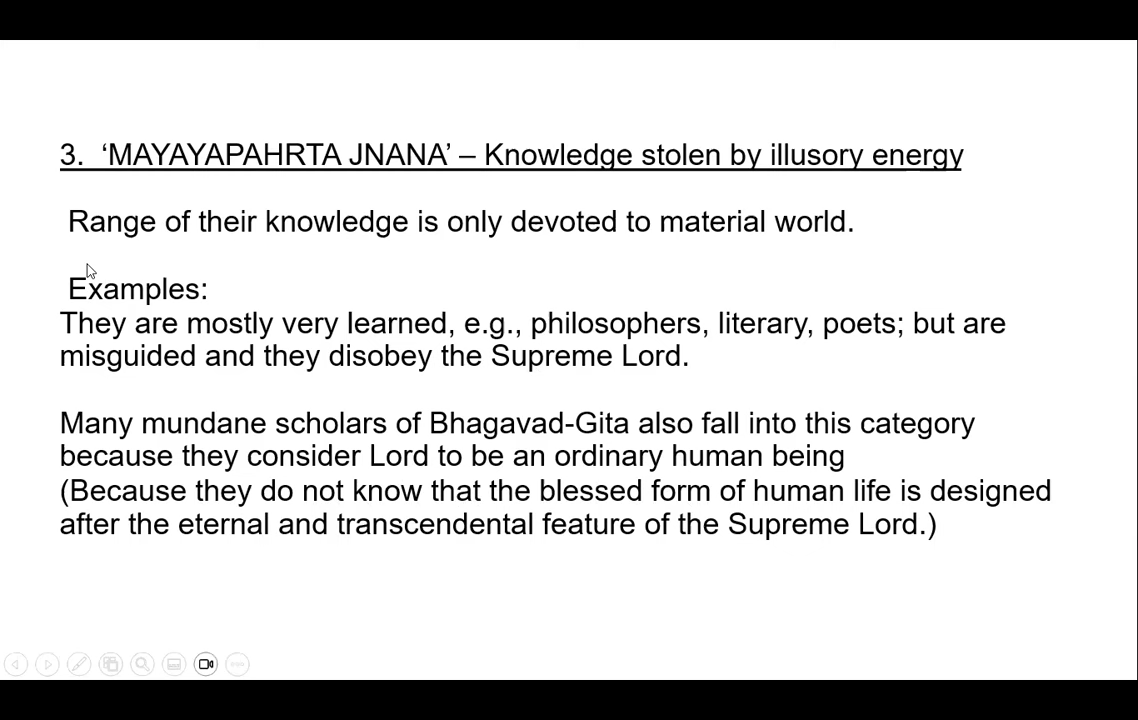 3.  ‘MAYAYAPAHRTA JNANA’ – Knowledge stolen by illusory energy
Range of their knowledge is only devoted to material world.
Examples:
They are mostly very learned, e.g., philosophers, literary, poets; but are
misguided and they disobey the Supreme Lord.
Many mundane scholars of Bhagavad-Gita also fall into this category
because they consider Lord to be an ordinary human being
(Because they do not know that the blessed form of human life is designed
after the eternal and transcendental feature of the Supreme Lord.)